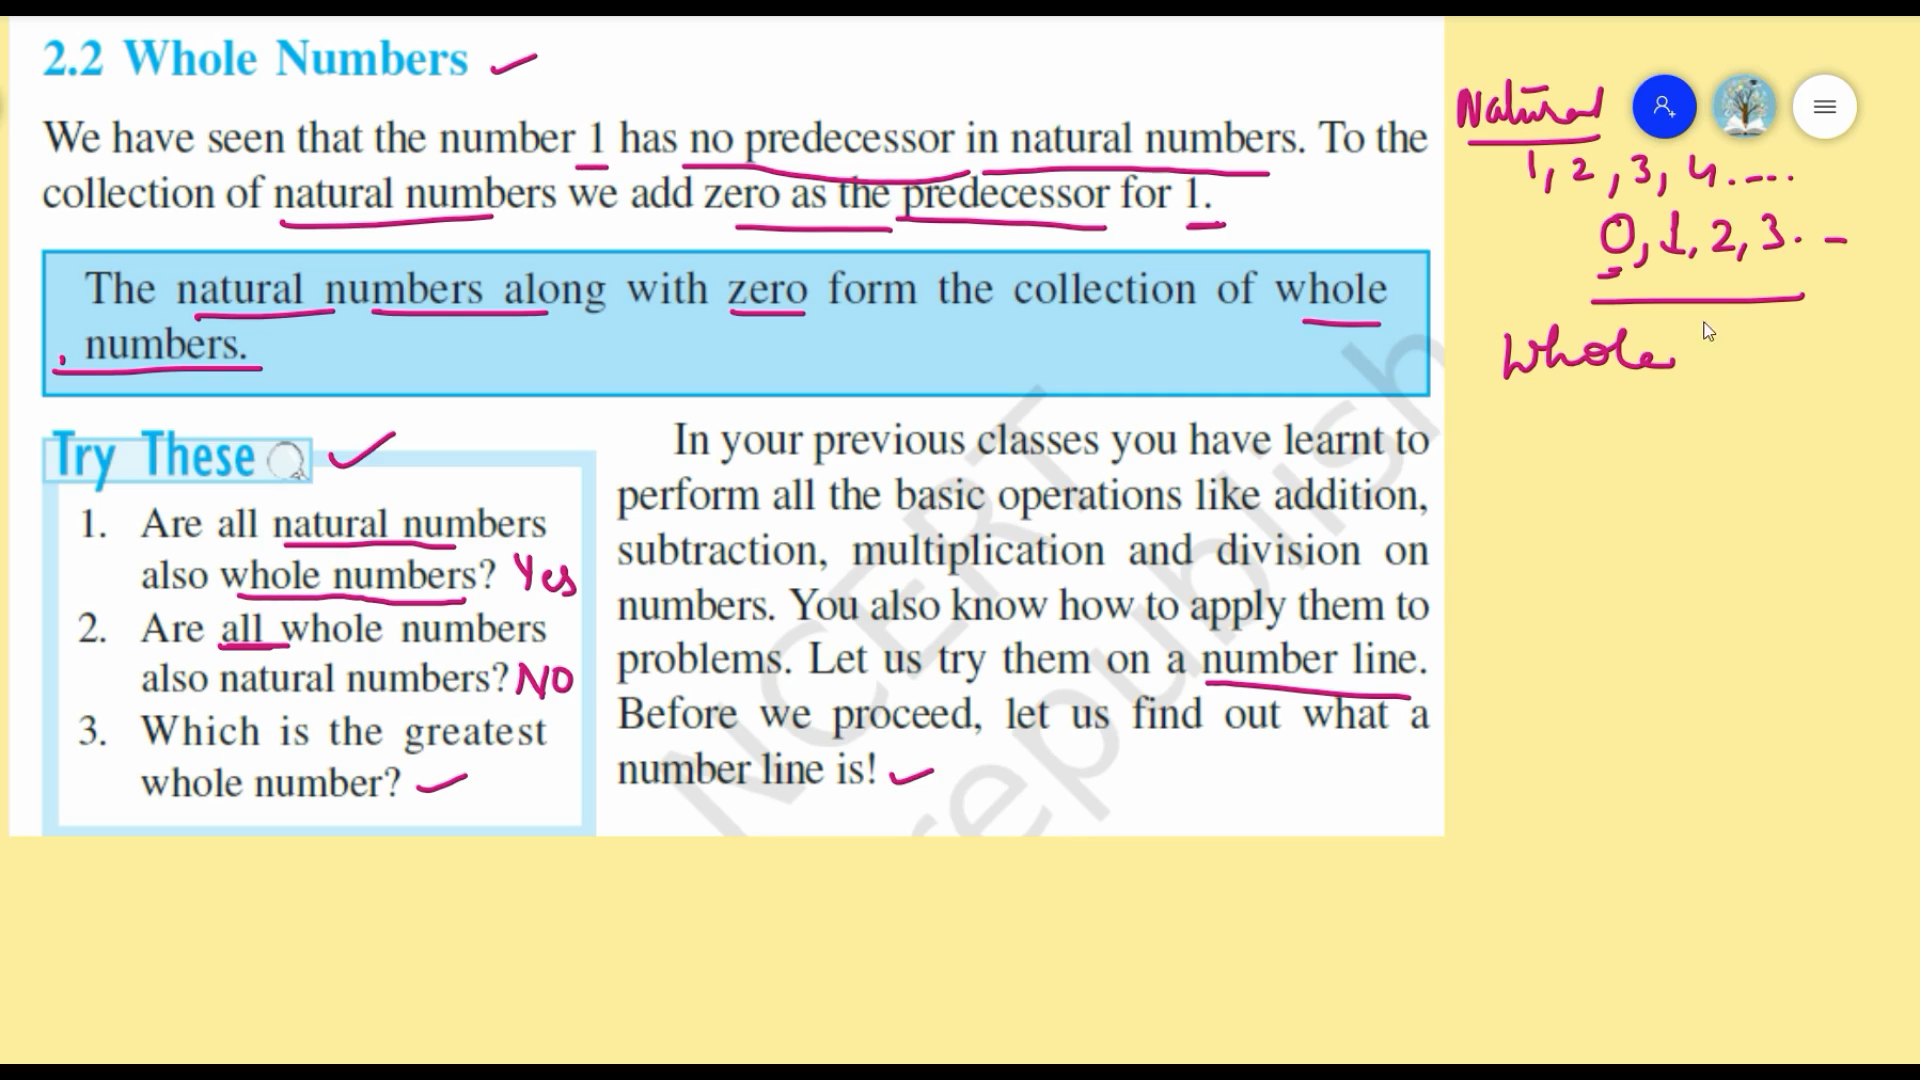 2.2 Whole Numbers
We have seen that the number 1 has no predecessor in natural numbers. To the
collection of natural numbers we add zero as the predecessor for 1.
The natural numbers along with zero form the collection of whole
numbers.
Try These
1. Are all natural numbers
also whole numbers? Yes
2. Are all whole numbers
also natural numbers? NO
3. Which is the greatest
whole number?
In your previous classes you have learnt to
perform all the basic operations like addition,
subtraction, multiplication and division on
numbers. You also know how to apply them to
problems. Let us try them on a number line.
Before we proceed, let us find out what a
number line is!
NCERT
republish
Natural
1, 2, 3, 4.....
0, 1, 2, 3. -
Whole